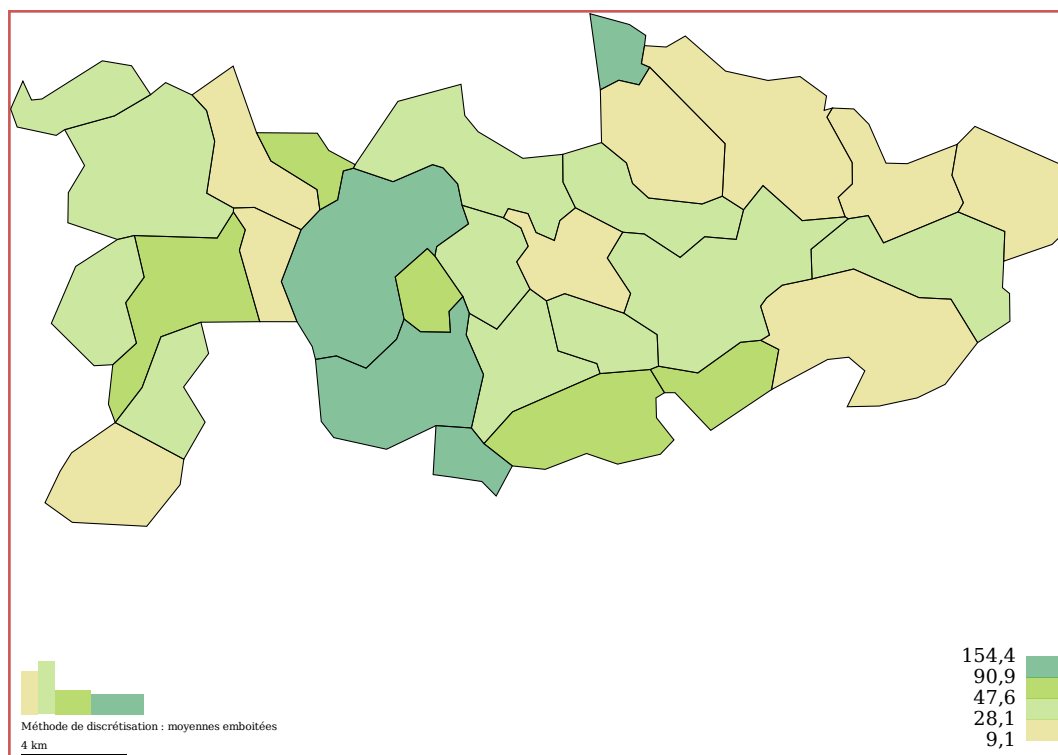 154,4
90,9
47,6
28,1
9,1
Méthode de discrétisation : moyennes emboitées
4 km